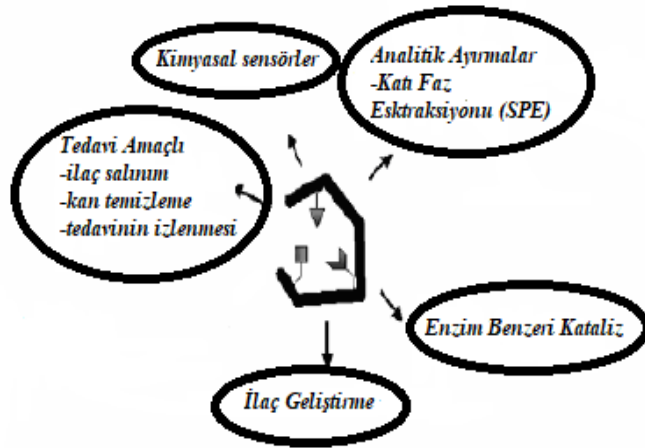 Kimyasal sensörler
Analitik Ayırmalar
-Katı Faz
Esktraksiyonu (SPE)
Tedavi Amaçlı
-ilaç salınım
-kan temizleme
-tedavinin izlenmesi
Enzim Benzeri Kataliz
İlaç Geliştirme